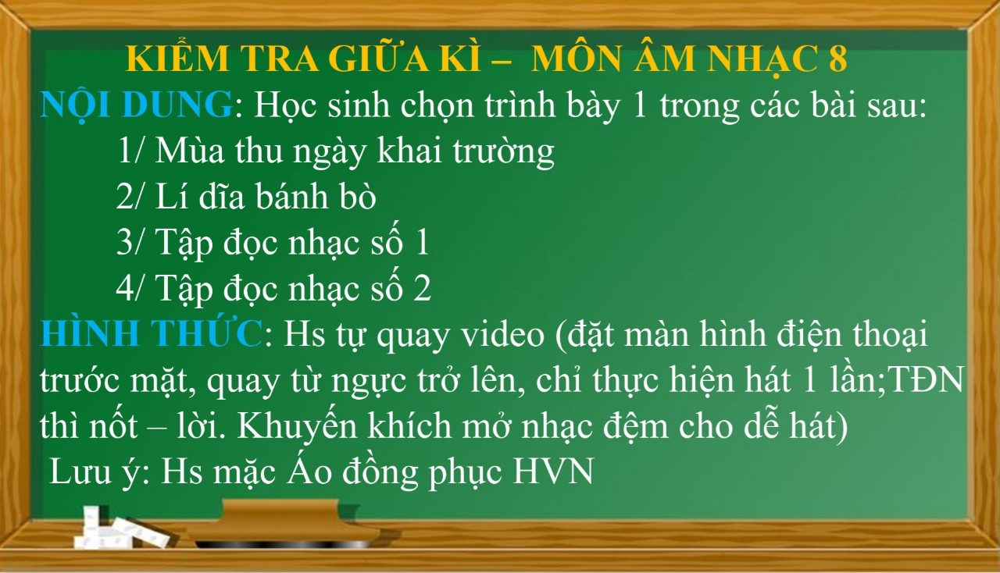 KIỂM TRA GIỮA KÌ – MÔN ÂM NHẠC 8
NỘI DUNG: Học sinh chọn trình bày 1 trong các bài sau:
1/ Mùa thu ngày khai trường
2/ Lí dĩa bánh bò
3/ Tập đọc nhạc số 1
4/ Tập đọc nhạc số 2
HÌNH THỨC: Hs tự quay video (đặt màn hình điện thoại
trước mặt, quay từ ngực trở lên, chỉ thực hiện hát 1 lần;TĐN
thì nốt – lời. Khuyến khích mở nhạc đệm cho dễ hát)
Lưu ý: Hs mặc Áo đồng phục HVN